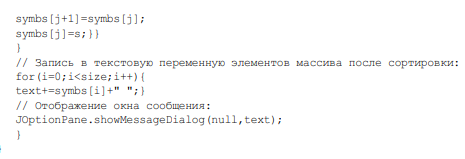 symbs[j+1]=symbs[j];
symbs[j]=s;}}
}
// Запись в текстовую переменную элементов массива после сортировки:
for(i=0;i<size;i++){
text+=symbs[i]+" ";}
// Отображение окна сообщения:
JOptionPane.showMessageDialog(null,text);
}